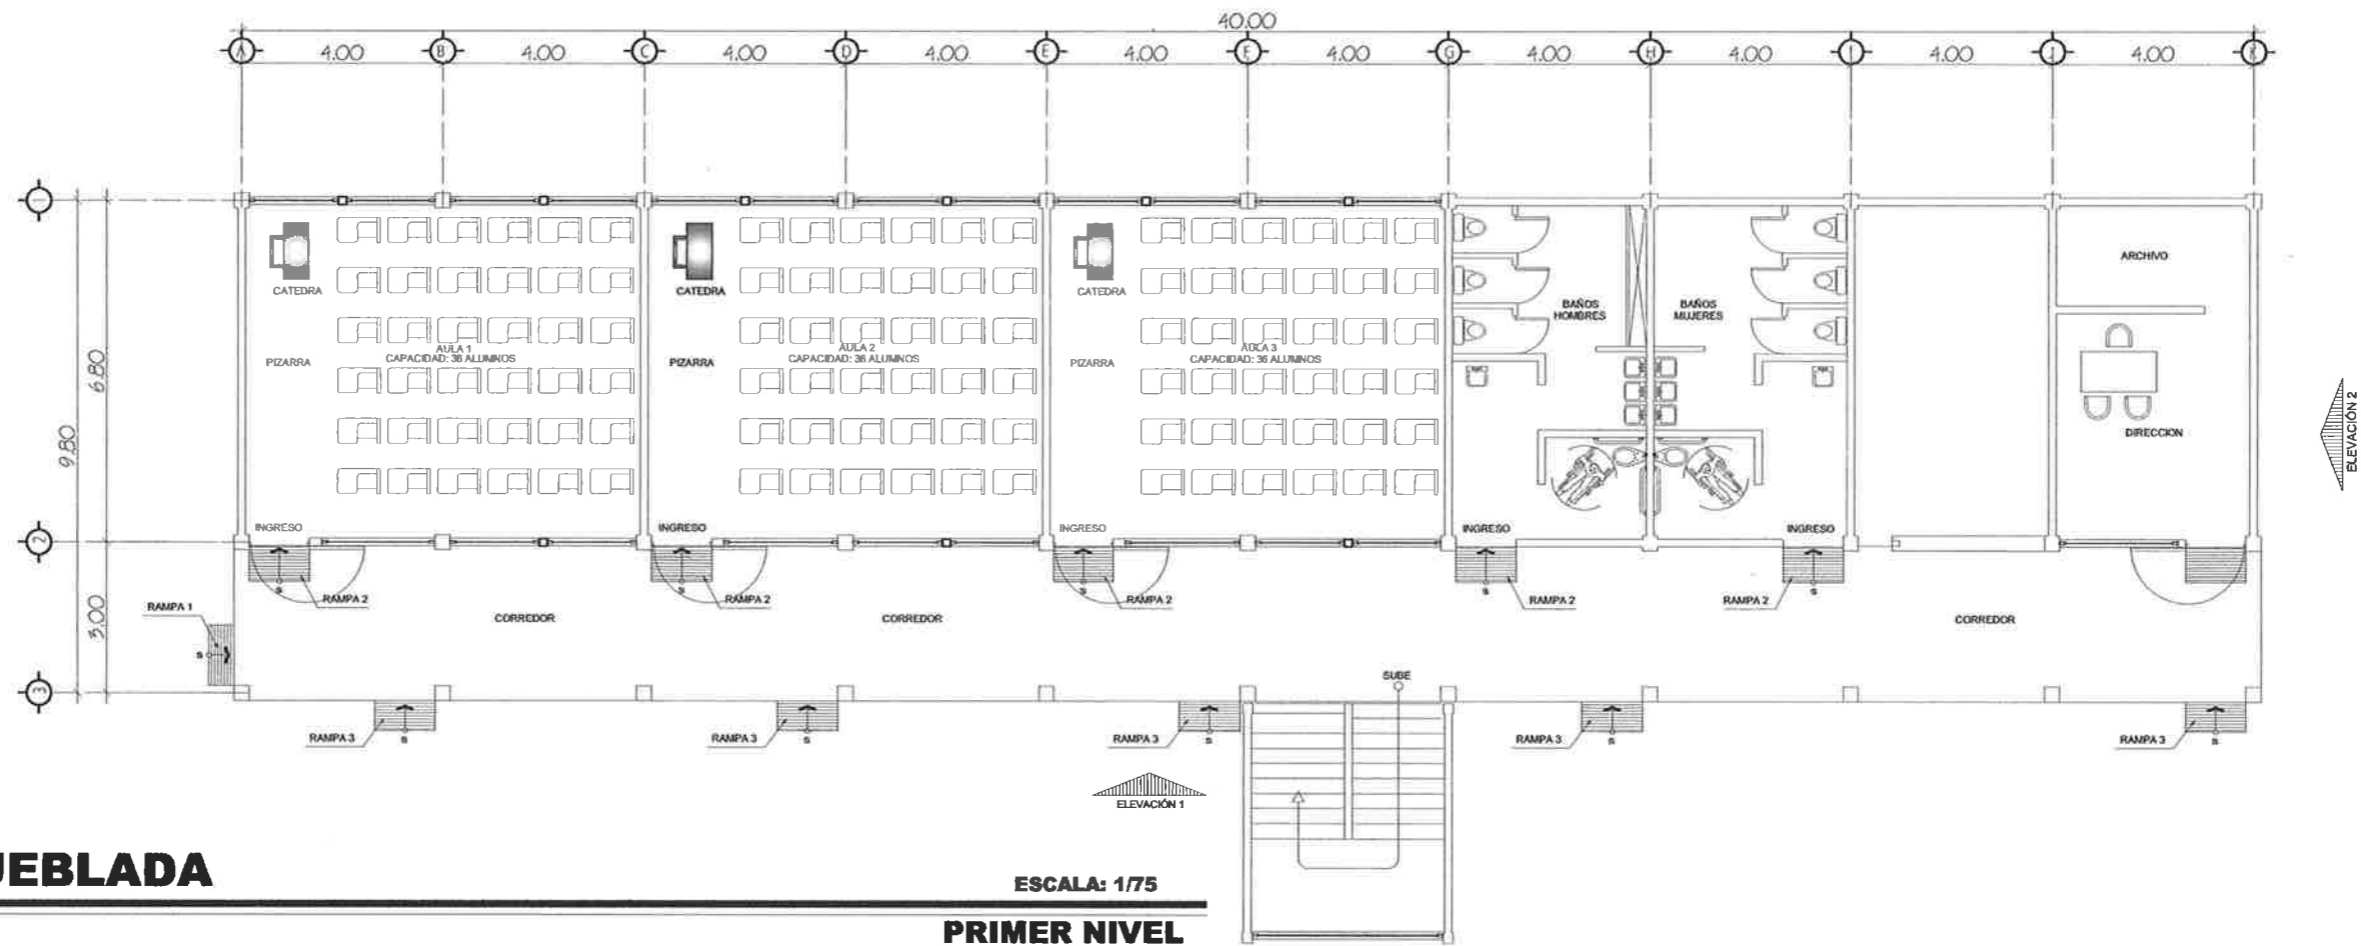 40.00
A 4.00 B 4.00 C 4.00 D 4.00 E 4.00 F 4.00 G 4.00 H 4.00 I 4.00 J 4.00 K
1
CATEDRA
CATEDRA
CATEDRA
ARCHIVO
BAÑOS
HOMBRES
BAÑOS
MUJERES
PIZARRA
AULA 1
CAPACIDAD: 36 ALUMNOS
PIZARRA
AULA 2
CAPACIDAD: 36 ALUMNOS
PIZARRA
AULA 3
CAPACIDAD: 36 ALUMNOS
6.80
9.80
DIRECCION
ELEVACIÓN 2
INGRESO
INGRESO
INGRESO
INGRESO
INGRESO
2
S
S
S
S
S
RAMPA 2
RAMPA 2
RAMPA 2
RAMPA 2
RAMPA 2
RAMPA 1
3.00
CORREDOR
CORREDOR
CORREDOR
S
SUBE
3
RAMPA 3
S
RAMPA 3
S
RAMPA 3
S
RAMPA 3
S
RAMPA 3
S
ELEVACIÓN 1
UEBLADA
ESCALA: 1/75
PRIMER NIVEL